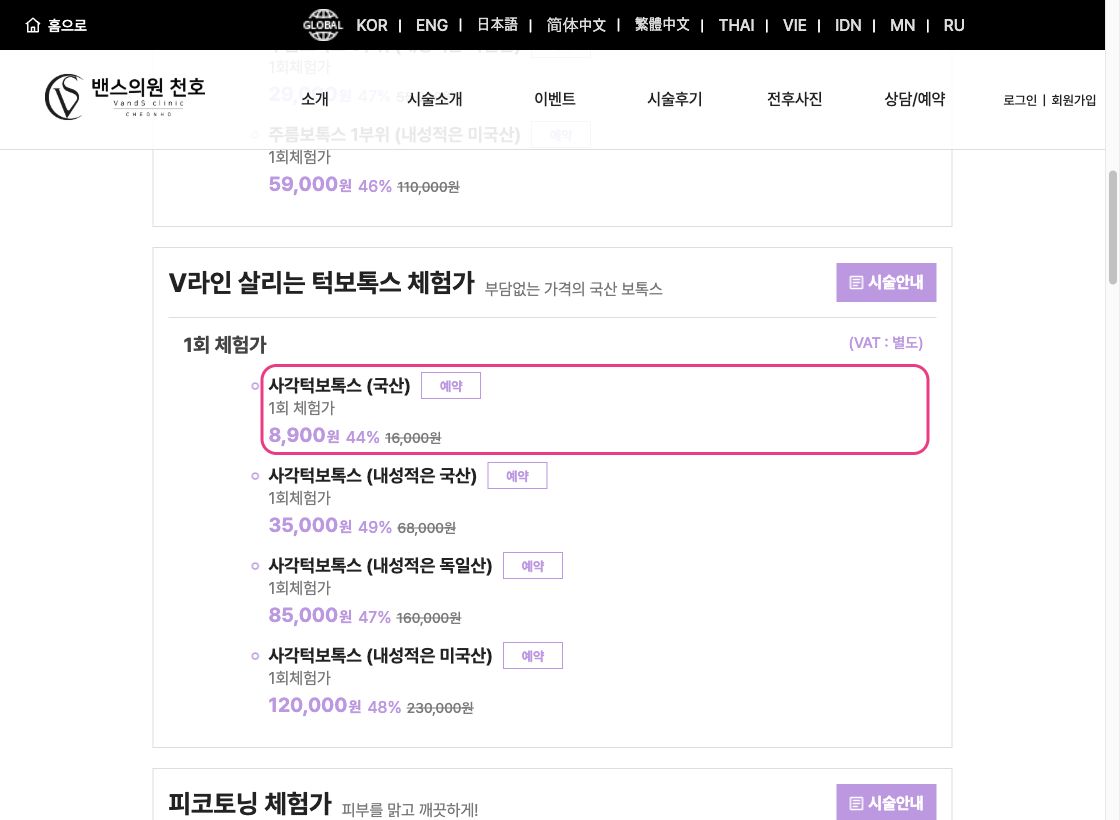 홈으로
GLOBAL KOR | ENG | 日本語 | 简体中文 | 繁體中文 | THAI | VIE | IDN | MN | RU
밴스의원 천호
VandS clinic
CHEONHO
소개 시술소개 이벤트 시술후기 전후사진 상담/예약 로그인 | 회원가입
1회체험가
29,000원 47%
주름보톡스 1부위 (내성적은 미국산) 예약
1회체험가
59,000원 46% 110,000원
V라인 살리는 턱보톡스 체험가 부담없는 가격의 국산 보톡스 시술안내
1회 체험가 (VAT : 별도)
사각턱보톡스 (국산) 예약
1회 체험가
8,900원 44% 16,000원
사각턱보톡스 (내성적은 국산) 예약
1회체험가
35,000원 49% 68,000원
사각턱보톡스 (내성적은 독일산) 예약
1회체험가
85,000원 47% 160,000원
사각턱보톡스 (내성적은 미국산) 예약
1회체험가
120,000원 48% 230,000원
피코토닝 체험가 피부를 맑고 깨끗하게! 시술안내